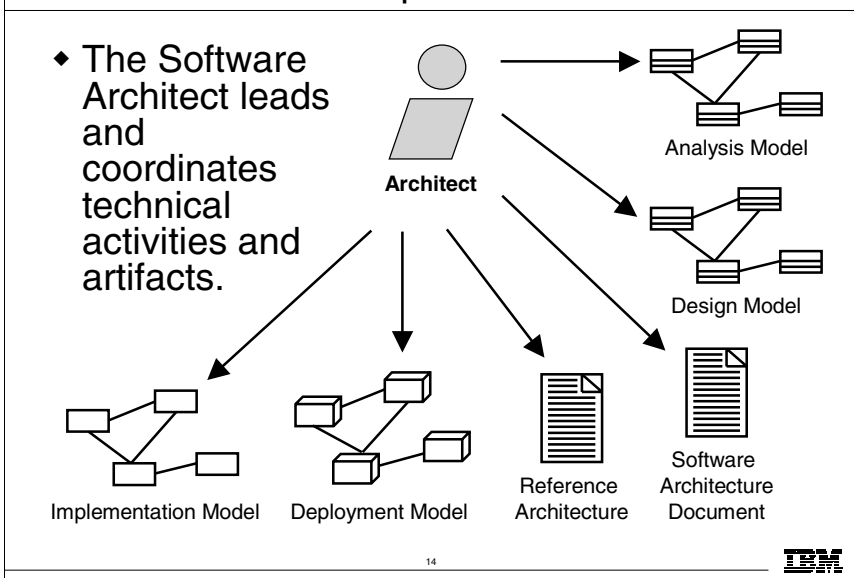 ◆ The Software
Architect leads
and
coordinates
technical
activities and
artifacts.
Architect
Analysis Model
Design Model
Implementation Model
Deployment Model
Reference
Architecture
Software
Architecture
Document
14
IBM